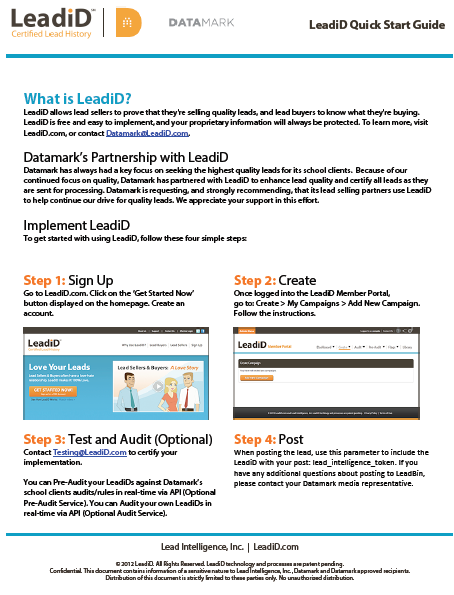 LeadiD
Certified Lead History
DATAMARK
LeadiD Quick Start Guide
What is LeadiD?
LeadiD allows lead sellers to prove that they're selling quality leads, and lead buyers to know what they're buying.
LeadiD is free and easy to implement, and your proprietary information will always be protected. To learn more, visit
LeadiD.com, or contact Datamark@LeadiD.com.
Datamark's Partnership with LeadiD
Datamark has always had a key focus on seeking the highest quality leads for its school clients. Because of our
continued focus on quality, Datamark has partnered with LeadiD to enhance lead quality and certify all leads as they
are sent for processing. Datamark is requesting, and strongly recommending, that its lead selling partners use LeadiD
to help continue our drive for quality leads. We appreciate your support in this effort.
Implement LeadiD
To get started with using LeadiD, follow these four simple steps:
Step 1: Sign Up
Go to LeadiD.com. Click on the 'Get Started Now'
button displayed on the homepage. Create an
account.
LeadiD
Love Your Leads
Lead Sellers & Buyers: A Love Story
GET STARTED NOW!
Step 2: Create
Once logged into the LeadiD Member Portal,
go to: Create > My Campaigns > Add New Campaign.
Follow the instructions.
LeadiD Member Portal
Step 3: Test and Audit (Optional)
Contact Testing@LeadiD.com to certify your
implementation.
You can Pre-Audit your LeadiDs against Datamark's
school clients audits/rules in real-time via API (Optional
Pre-Audit Service). You can Audit your own LeadiDs in
real-time via API (Optional Audit Service).
Step 4: Post
When posting the lead, use this parameter to include the
LeadiD with your post: lead_intelligence_token. If you
have any additional questions about posting to LeadBin,
please contact your Datamark media representative.
Lead Intelligence, Inc. | LeadiD.com
© 2012 LeadiD. All Rights Reserved. LeadiD technology and processes are patent pending.
Confidential. This document contains information of a sensitive nature to Lead Intelligence, Inc., Datamark and Datamark approved recipients.
Distribution of this document is strictly limited to these parties only. No unauthorized distribution.